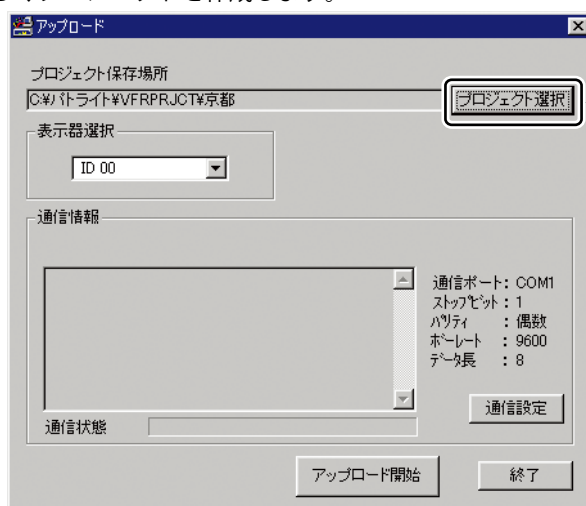 アップロード
プロジェクト保存場所
C:¥パトライト¥VFRPRJCT¥京都
プロジェクト選択
表示器選択
ID 00
通信情報
通信ポート: COM1
ストップビット: 1
パリティ : 偶数
ボーレート : 9600
データ長 : 8
通信設定
通信状態
アップロード開始
終了